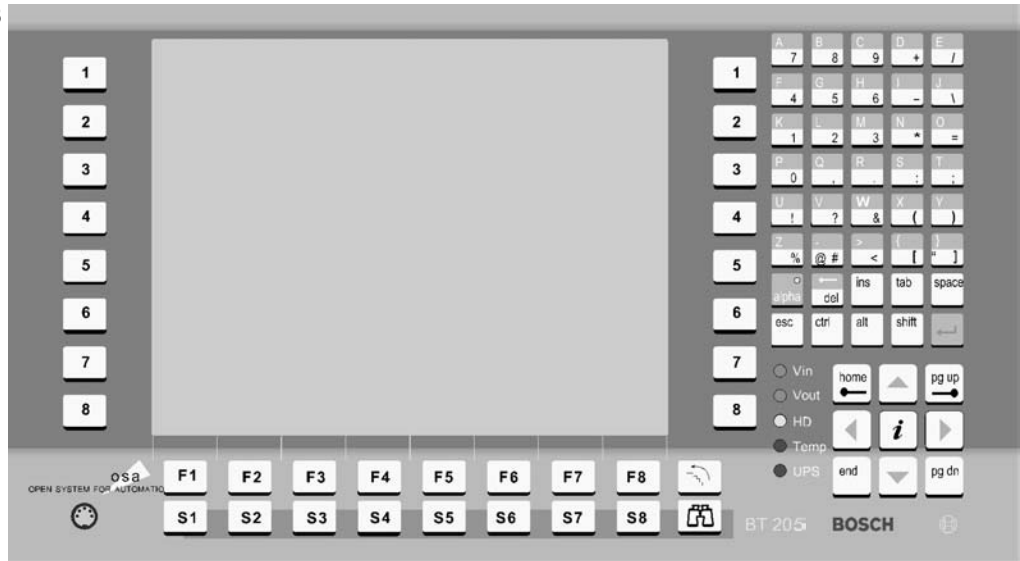 A B C D E
7 8 9 + /
1 1
F G H I J
4 5 6 - \
2 2
K L M N O
1 2 3 * =
3 3
P Q R S T
0 , . : ;
4 4
U V W X Y
! ? & ( )
Z - > { }
% @ # < [ " ]
5 5
alpha del ins tab space
6 6
esc ctrl alt shift
7 7
Vin
home pg up
Vout
8 8
HD
i
Temp
UPS
end pg dn
osa
OPEN SYSTEM FOR AUTOMATIO
F1 F2 F3 F4 F5 F6 F7 F8
S1 S2 S3 S4 S5 S6 S7 S8
BT 205i BOSCH